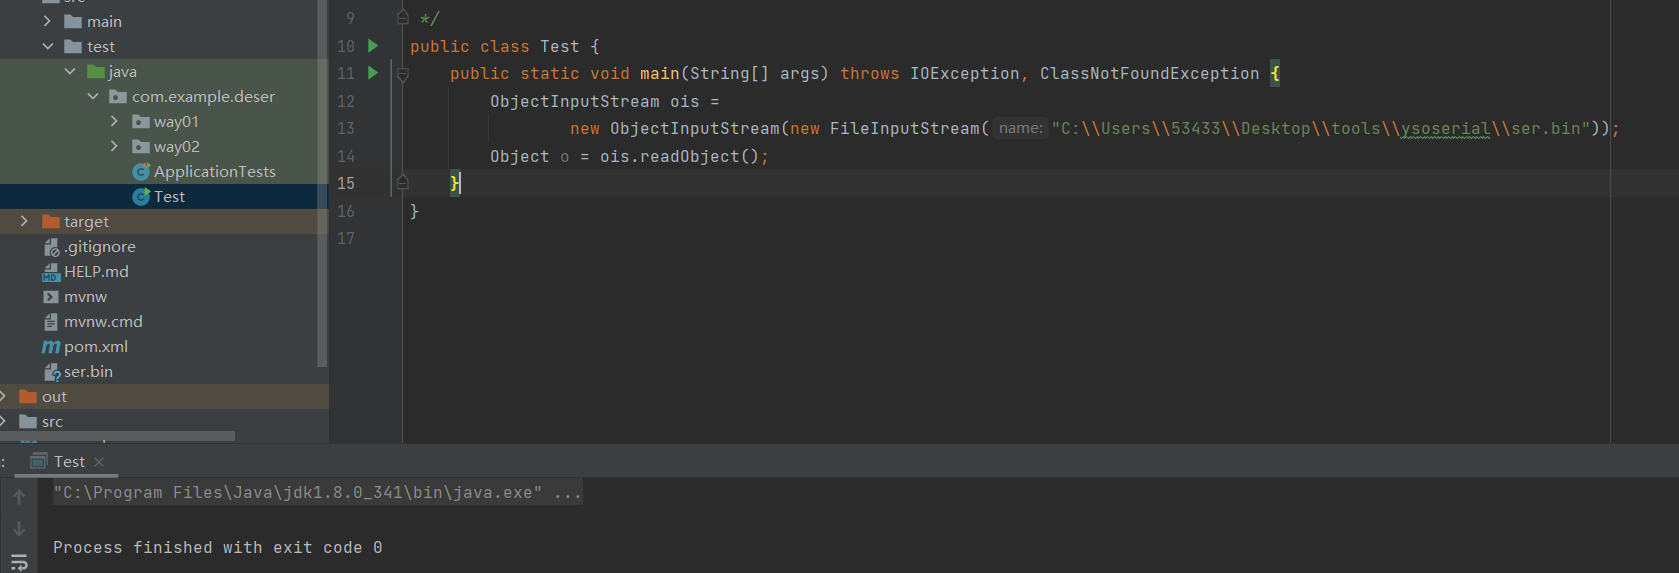 src
main
test
java
com.example.deser
way01
way02
ApplicationTests
Test
target
.gitignore
HELP.md
mvnw
mvnw.cmd
pom.xml
ser.bin
out
src
9 */
10 public class Test {
11 public static void main(String[] args) throws IOException, ClassNotFoundException {
12 ObjectInputStream ois =
13 new ObjectInputStream(new FileInputStream( name: "C:\\Users\\53433\\Desktop\\tools\\ysoserial\\ser.bin"));
14 Object o = ois.readObject();
15 }
16 }
17
: Test ×
"C:\Program Files\Java\jdk1.8.0_341\bin\java.exe" ...
Process finished with exit code 0